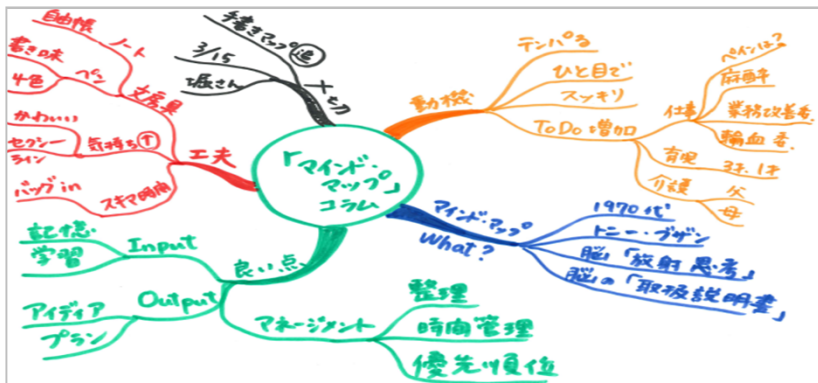 「マインド・
マップ」
コラム
〆切
手書きマップ 追
3/15
堀さん
動機
テンパる
ひと目で
スッキリ
ToDo 増加
仕事
ペインは?
麻酔
業務改善委.
輸血委.
育児
3才.1才
介護
父
母
マインド・マップ
What?
1970代
トニー・ブザン
脳「放射思考」
脳の「取扱説明書」
良い点
Input
記憶
学習
Output
アイディア
プラン
マネージメント
整理
時間管理
優先順位
工夫
文房具
ノート
自由帳
ペン
書き味
4色
気持ち↑
かわいい
セクシー
ライン
スキマ時間
バッグin